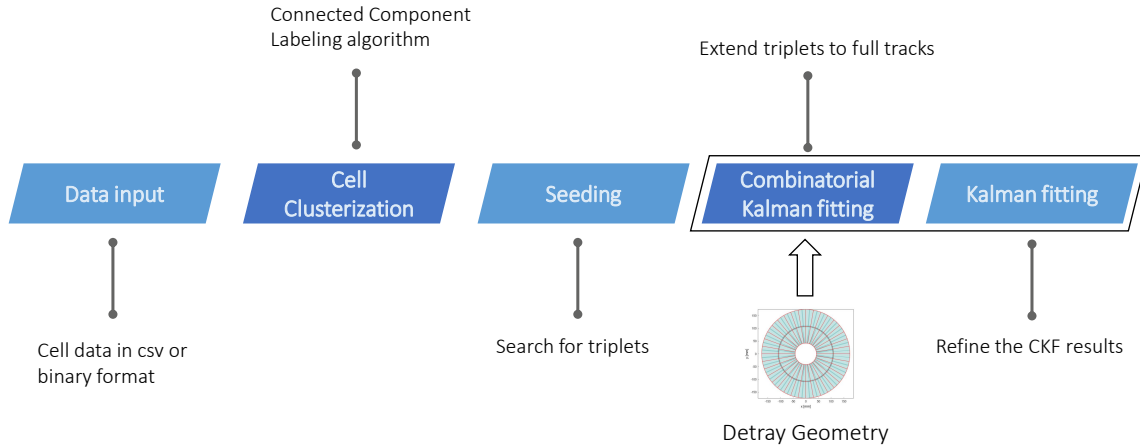 Connected Component
Labeling algorithm
Extend triplets to full tracks
Data input
Cell
Clusterization
Seeding
Combinatorial
Kalman fitting
Kalman fitting
Cell data in csv or
binary format
Search for triplets
Refine the CKF results
Detray Geometry